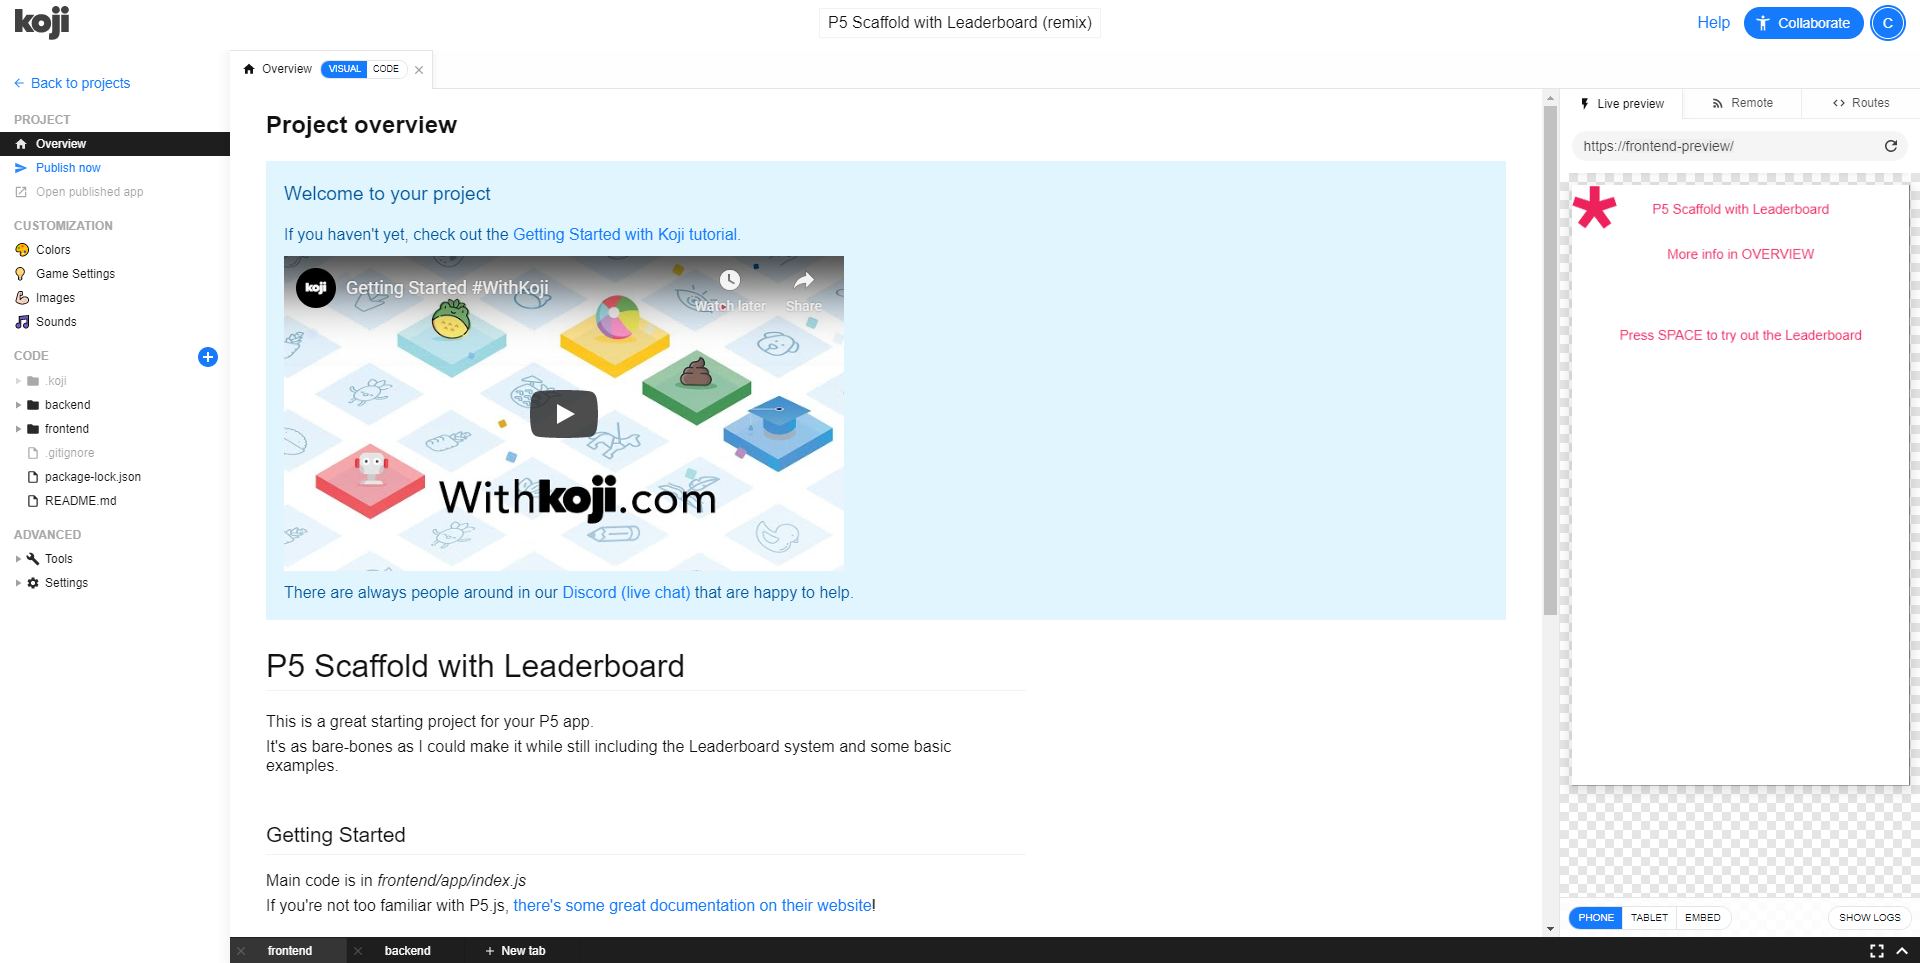 koji
P5 Scaffold with Leaderboard (remix)
Help
Collaborate
C
Back to projects
PROJECT
Overview
Publish now
Open published app
CUSTOMIZATION
Colors
Game Settings
Images
Sounds
CODE
.koji
backend
frontend
.gitignore
package-lock.json
README.md
ADVANCED
Tools
Settings
Overview
VISUAL
CODE
Project overview
Welcome to your project
If you haven't yet, check out the Getting Started with Koji tutorial.
koji
Getting Started #WithKoji
Watch later
Share
Withkoji.com
There are always people around in our Discord (live chat) that are happy to help.
P5 Scaffold with Leaderboard
This is a great starting project for your P5 app.
It's as bare-bones as I could make it while still including the Leaderboard system and some basic
examples.
Getting Started
Main code is in frontend/app/index.js
If you're not too familiar with P5.js, there's some great documentation on their website!
frontend
backend
New tab
Live preview
Remote
Routes
https://frontend-preview/
P5 Scaffold with Leaderboard
More info in OVERVIEW
Press SPACE to try out the Leaderboard
PHONE
TABLET
EMBED
SHOW LOGS